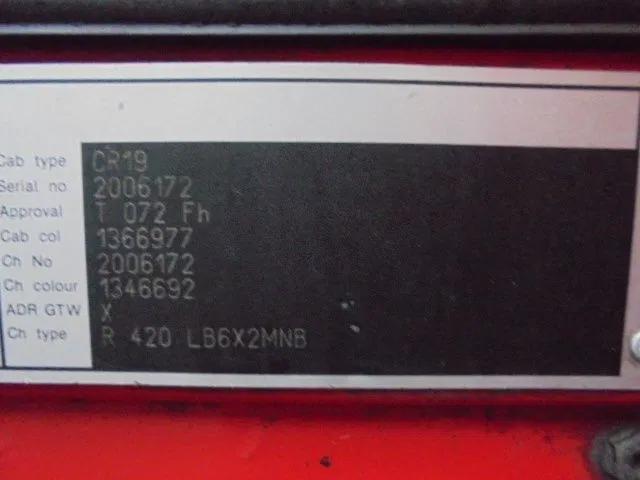 Cab type CR19
Serial no 2006172
Approval T 072 Fh
Cab col 1366977
Ch No 2006172
Ch colour 1346692
ADR GTW X
Ch type R 420 LB6X2MNB